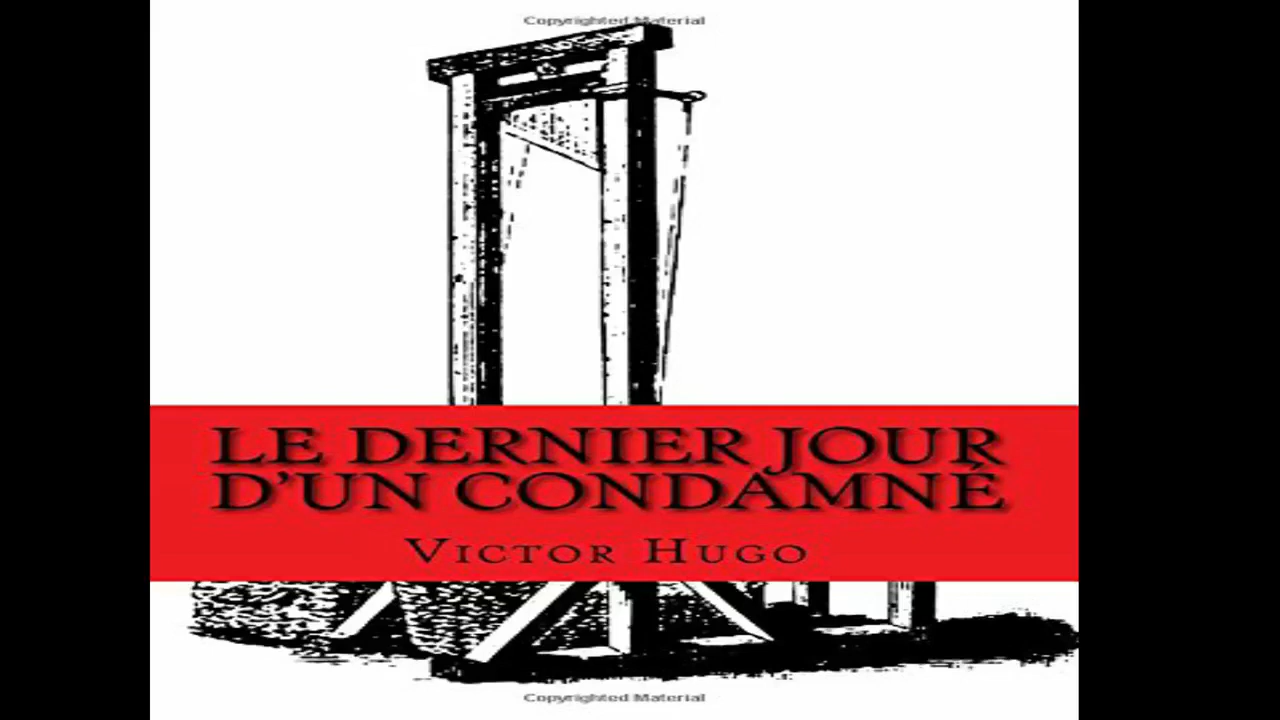 Copyrighted Material
LE DERNIER JOUR
D'UN CONDAMNÉ
VICTOR HUGO
Copyrighted Material